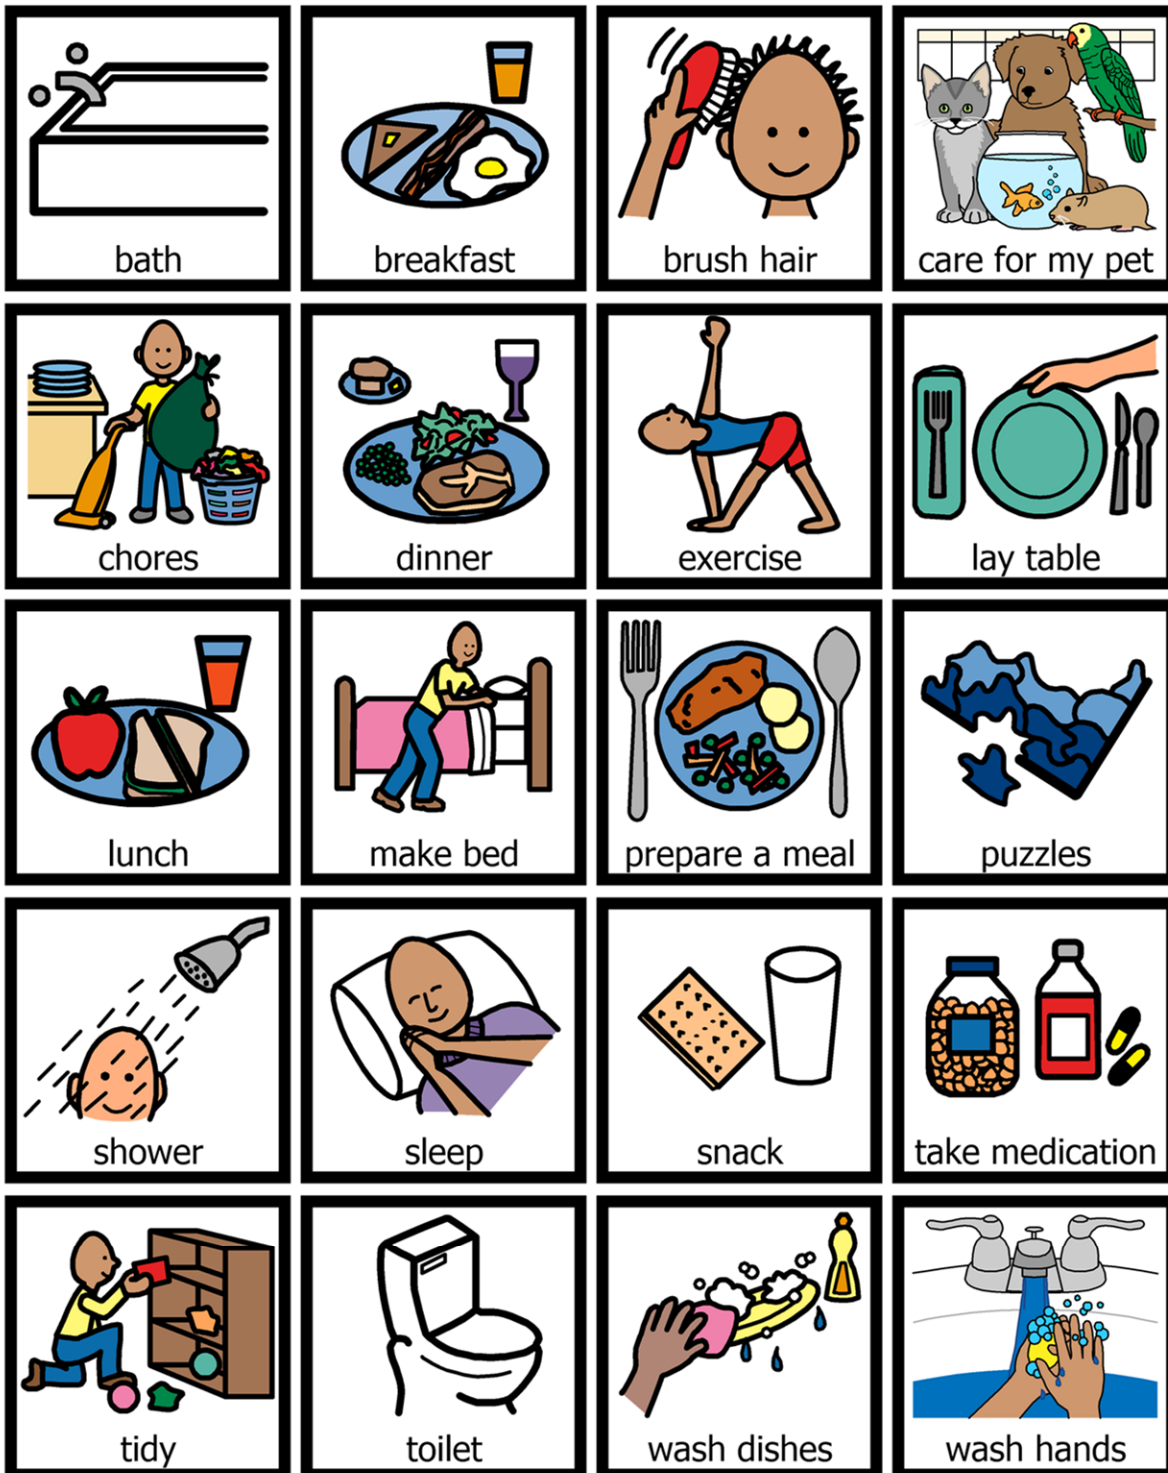 bath
breakfast
brush hair
care for my pet
chores
dinner
exercise
lay table
lunch
make bed
prepare a meal
puzzles
shower
sleep
snack
take medication
tidy
toilet
wash dishes
wash hands